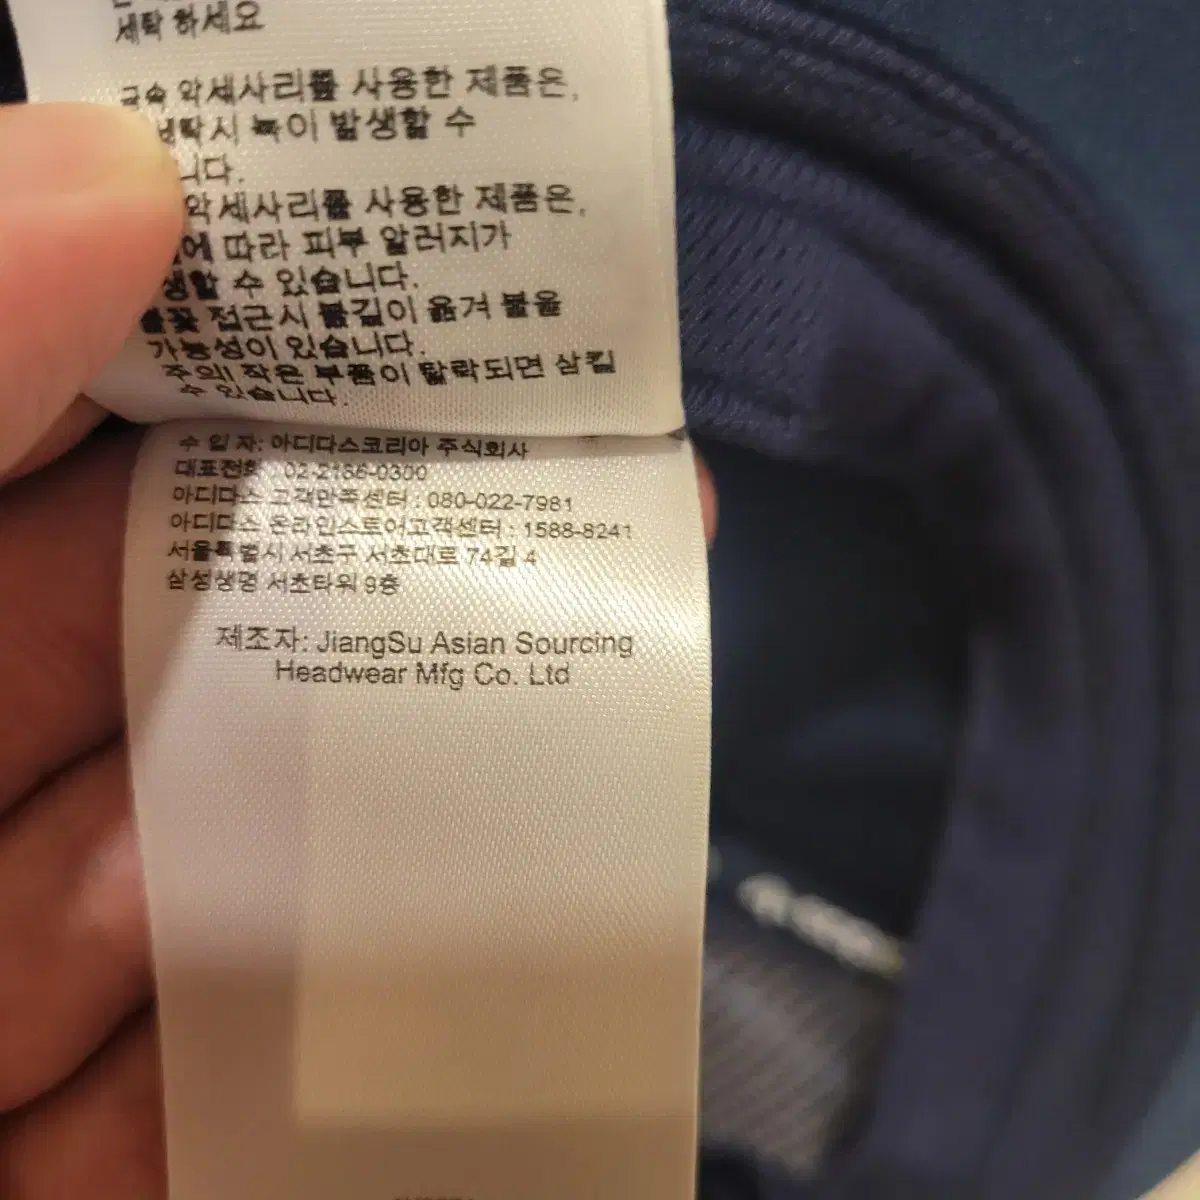 세탁 하세요
금속 악세사리를 사용한 제품은,
세탁시 녹이 발생할 수
니다.
악세사리를 사용한 제품은,
에 따라 피부 알러지가
생할 수 있습니다.
불꽃 접근시 불길이 옮겨 붙을
가능성이 있습니다.
주의! 작은 부품이 탈락되면 삼킬
수 있습니다.
수 입 자: 아디다스코리아 주식회사
대표전화 : 02-2186-0300
아디다스 고객만족센터 : 080-022-7981
아디다스 온라인스토어고객센터 : 1588-8241
서울특별시 서초구 서초대로 74길 4
삼성생명 서초타워 9층
제조자: JiangSu Asian Sourcing
Headwear Mfg Co. Ltd